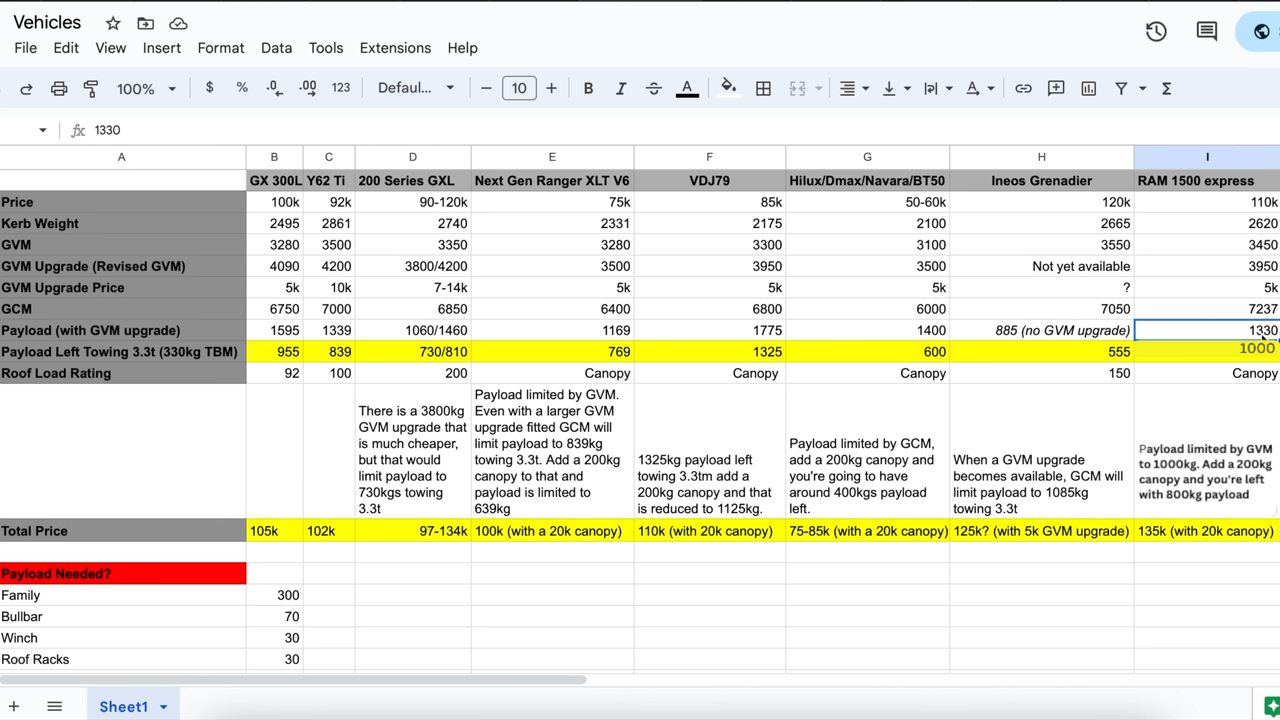 Vehicles
File Edit View Insert Format Data Tools Extensions Help
100% $ % .0 .00 123 Defaul... 10 B I A
fx 1330
A B C D E F G H I
GX 300L Y62 Ti 200 Series GXL Next Gen Ranger XLT V6 VDJ79 Hilux/Dmax/Navara/BT50 Ineos Grenadier RAM 1500 express
Price 100k 92k 90-120k 75k 85k 50-60k 120k 110k
Kerb Weight 2495 2861 2740 2331 2175 2100 2665 2620
GVM 3280 3500 3350 3280 3300 3100 3550 3450
GVM Upgrade (Revised GVM) 4090 4200 3800/4200 3500 3950 3500 Not yet available 3950
GVM Upgrade Price 5k 10k 7-14k 5k 5k 5k ? 5k
GCM 6750 7000 6850 6400 6800 6000 7050 7237
Payload (with GVM upgrade) 1595 1339 1060/1460 1169 1775 1400 885 (no GVM upgrade) 1330
Payload Left Towing 3.3t (330kg TBM) 955 839 730/810 769 1325 600 555 1000
Roof Load Rating 92 100 200 Canopy Canopy Canopy 150 Canopy
There is a 3800kg
GVM upgrade that
is much cheaper,
but that would
limit payload to
730kgs towing
3.3t
Payload limited by GVM.
Even with a larger GVM
upgrade fitted GCM will
limit payload to 839kg
towing 3.3t. Add a 200kg
canopy to that and
payload is limited to
639kg
1325kg payload left
towing 3.3tm add a
200kg canopy and that
is reduced to 1125kg.
Payload limited by GCM,
add a 200kg canopy and
you're going to have
around 400kgs payload
left.
When a GVM upgrade
becomes available, GCM will
limit payload to 1085kg
towing 3.3t
Payload limited by GVM
to 1000kg. Add a 200kg
canopy and you're left
with 800kg payload
Total Price 105k 102k 97-134k 100k (with a 20k canopy) 110k (with 20k canopy) 75-85k (with a 20k canopy) 125k? (with 5k GVM upgrade) 135k (with 20k canopy)
Payload Needed?
Family 300
Bullbar 70
Winch 30
Roof Racks 30
Sheet1